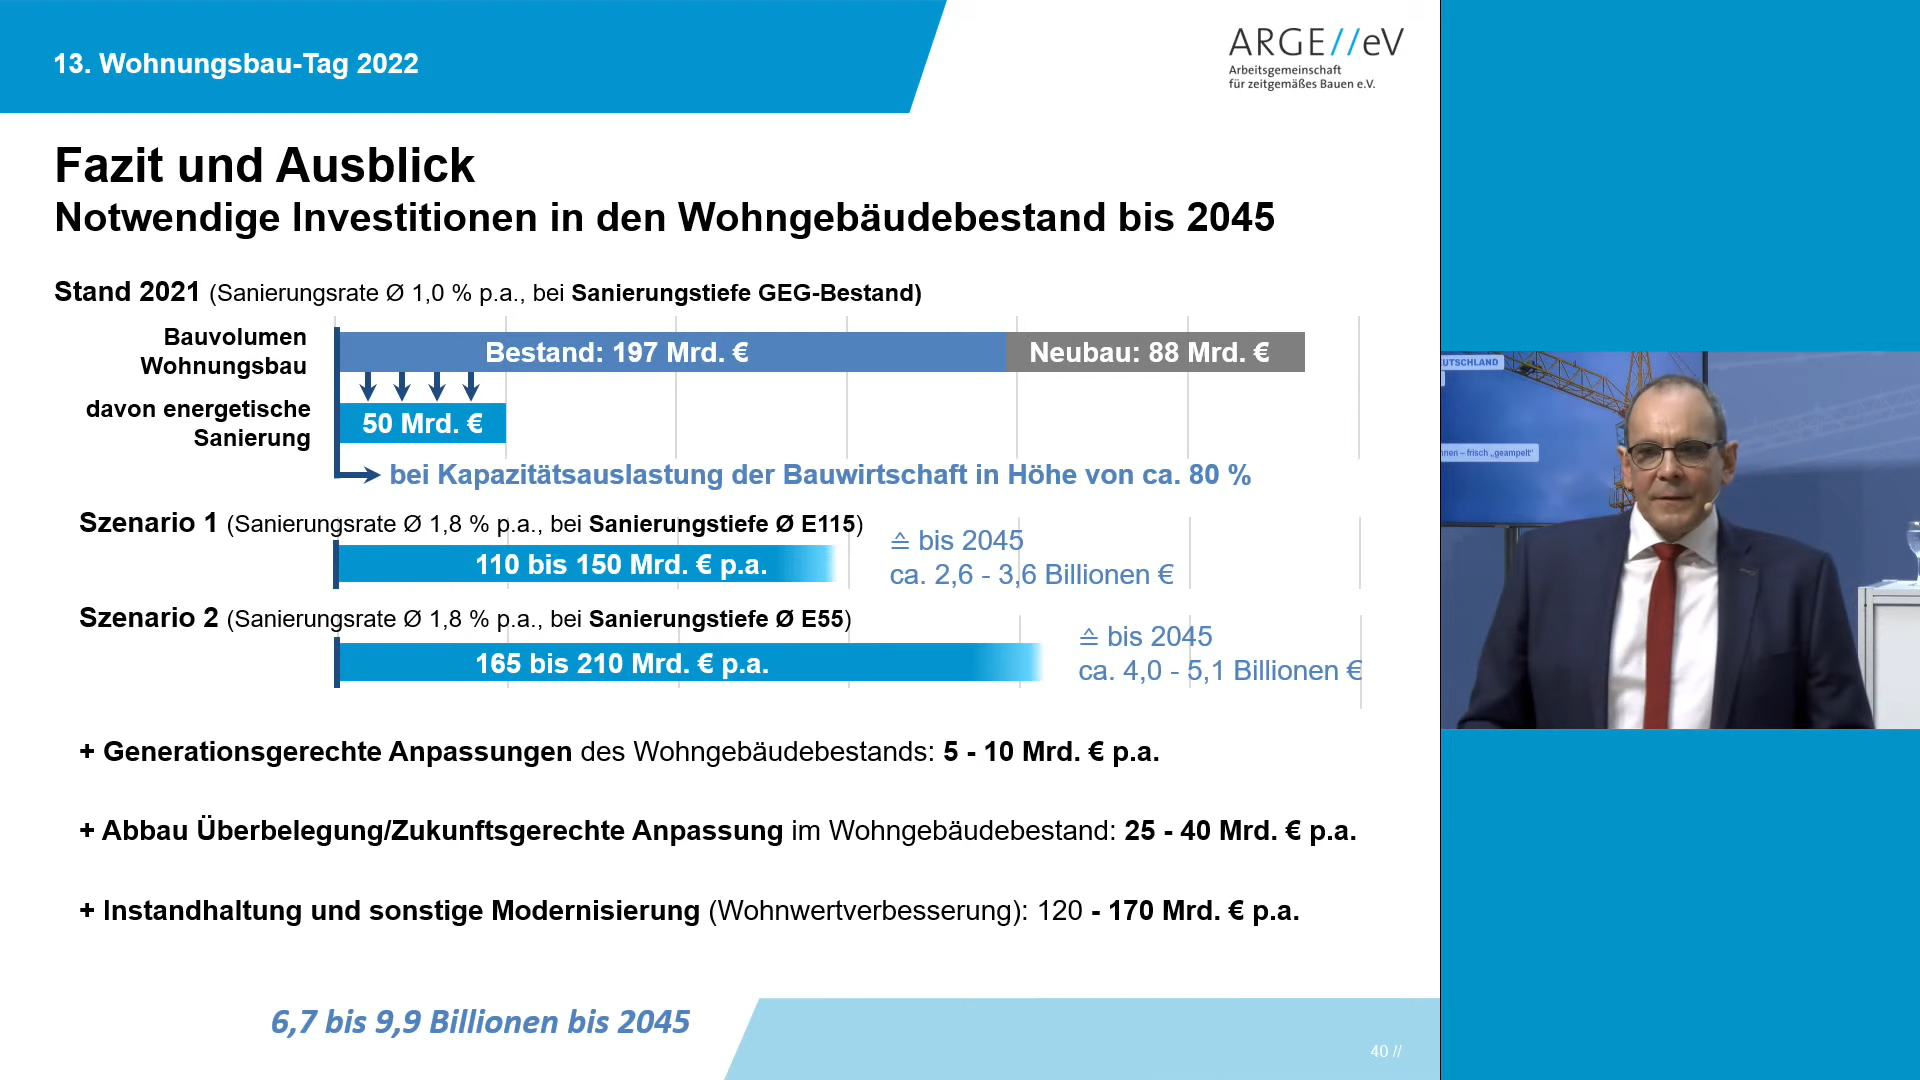 13. Wohnungsbau-Tag 2022
ARGE//eV
Arbeitsgemeinschaft
für zeitgemäßes Bauen e.V.
Fazit und Ausblick
Notwendige Investitionen in den Wohngebäudebestand bis 2045
Stand 2021 (Sanierungsrate Ø 1,0 % p.a., bei Sanierungstiefe GEG-Bestand)
Bauvolumen
Wohnungsbau
Bestand: 197 Mrd. €
Neubau: 88 Mrd. €
davon energetische
Sanierung
50 Mrd. €
bei Kapazitätsauslastung der Bauwirtschaft in Höhe von ca. 80 %
Szenario 1 (Sanierungsrate Ø 1,8 % p.a., bei Sanierungstiefe Ø E115)
110 bis 150 Mrd. € p.a.
≙ bis 2045
ca. 2,6 - 3,6 Billionen €
Szenario 2 (Sanierungsrate Ø 1,8 % p.a., bei Sanierungstiefe Ø E55)
165 bis 210 Mrd. € p.a.
≙ bis 2045
ca. 4,0 - 5,1 Billionen €
+ Generationsgerechte Anpassungen des Wohngebäudebestands: 5 - 10 Mrd. € p.a.
+ Abbau Überbelegung/Zukunftsgerechte Anpassung im Wohngebäudebestand: 25 - 40 Mrd. € p.a.
+ Instandhaltung und sonstige Modernisierung (Wohnwertverbesserung): 120 - 170 Mrd. € p.a.
6,7 bis 9,9 Billionen bis 2045
40 //
UTSCHLAND
nen – frisch „geampelt"